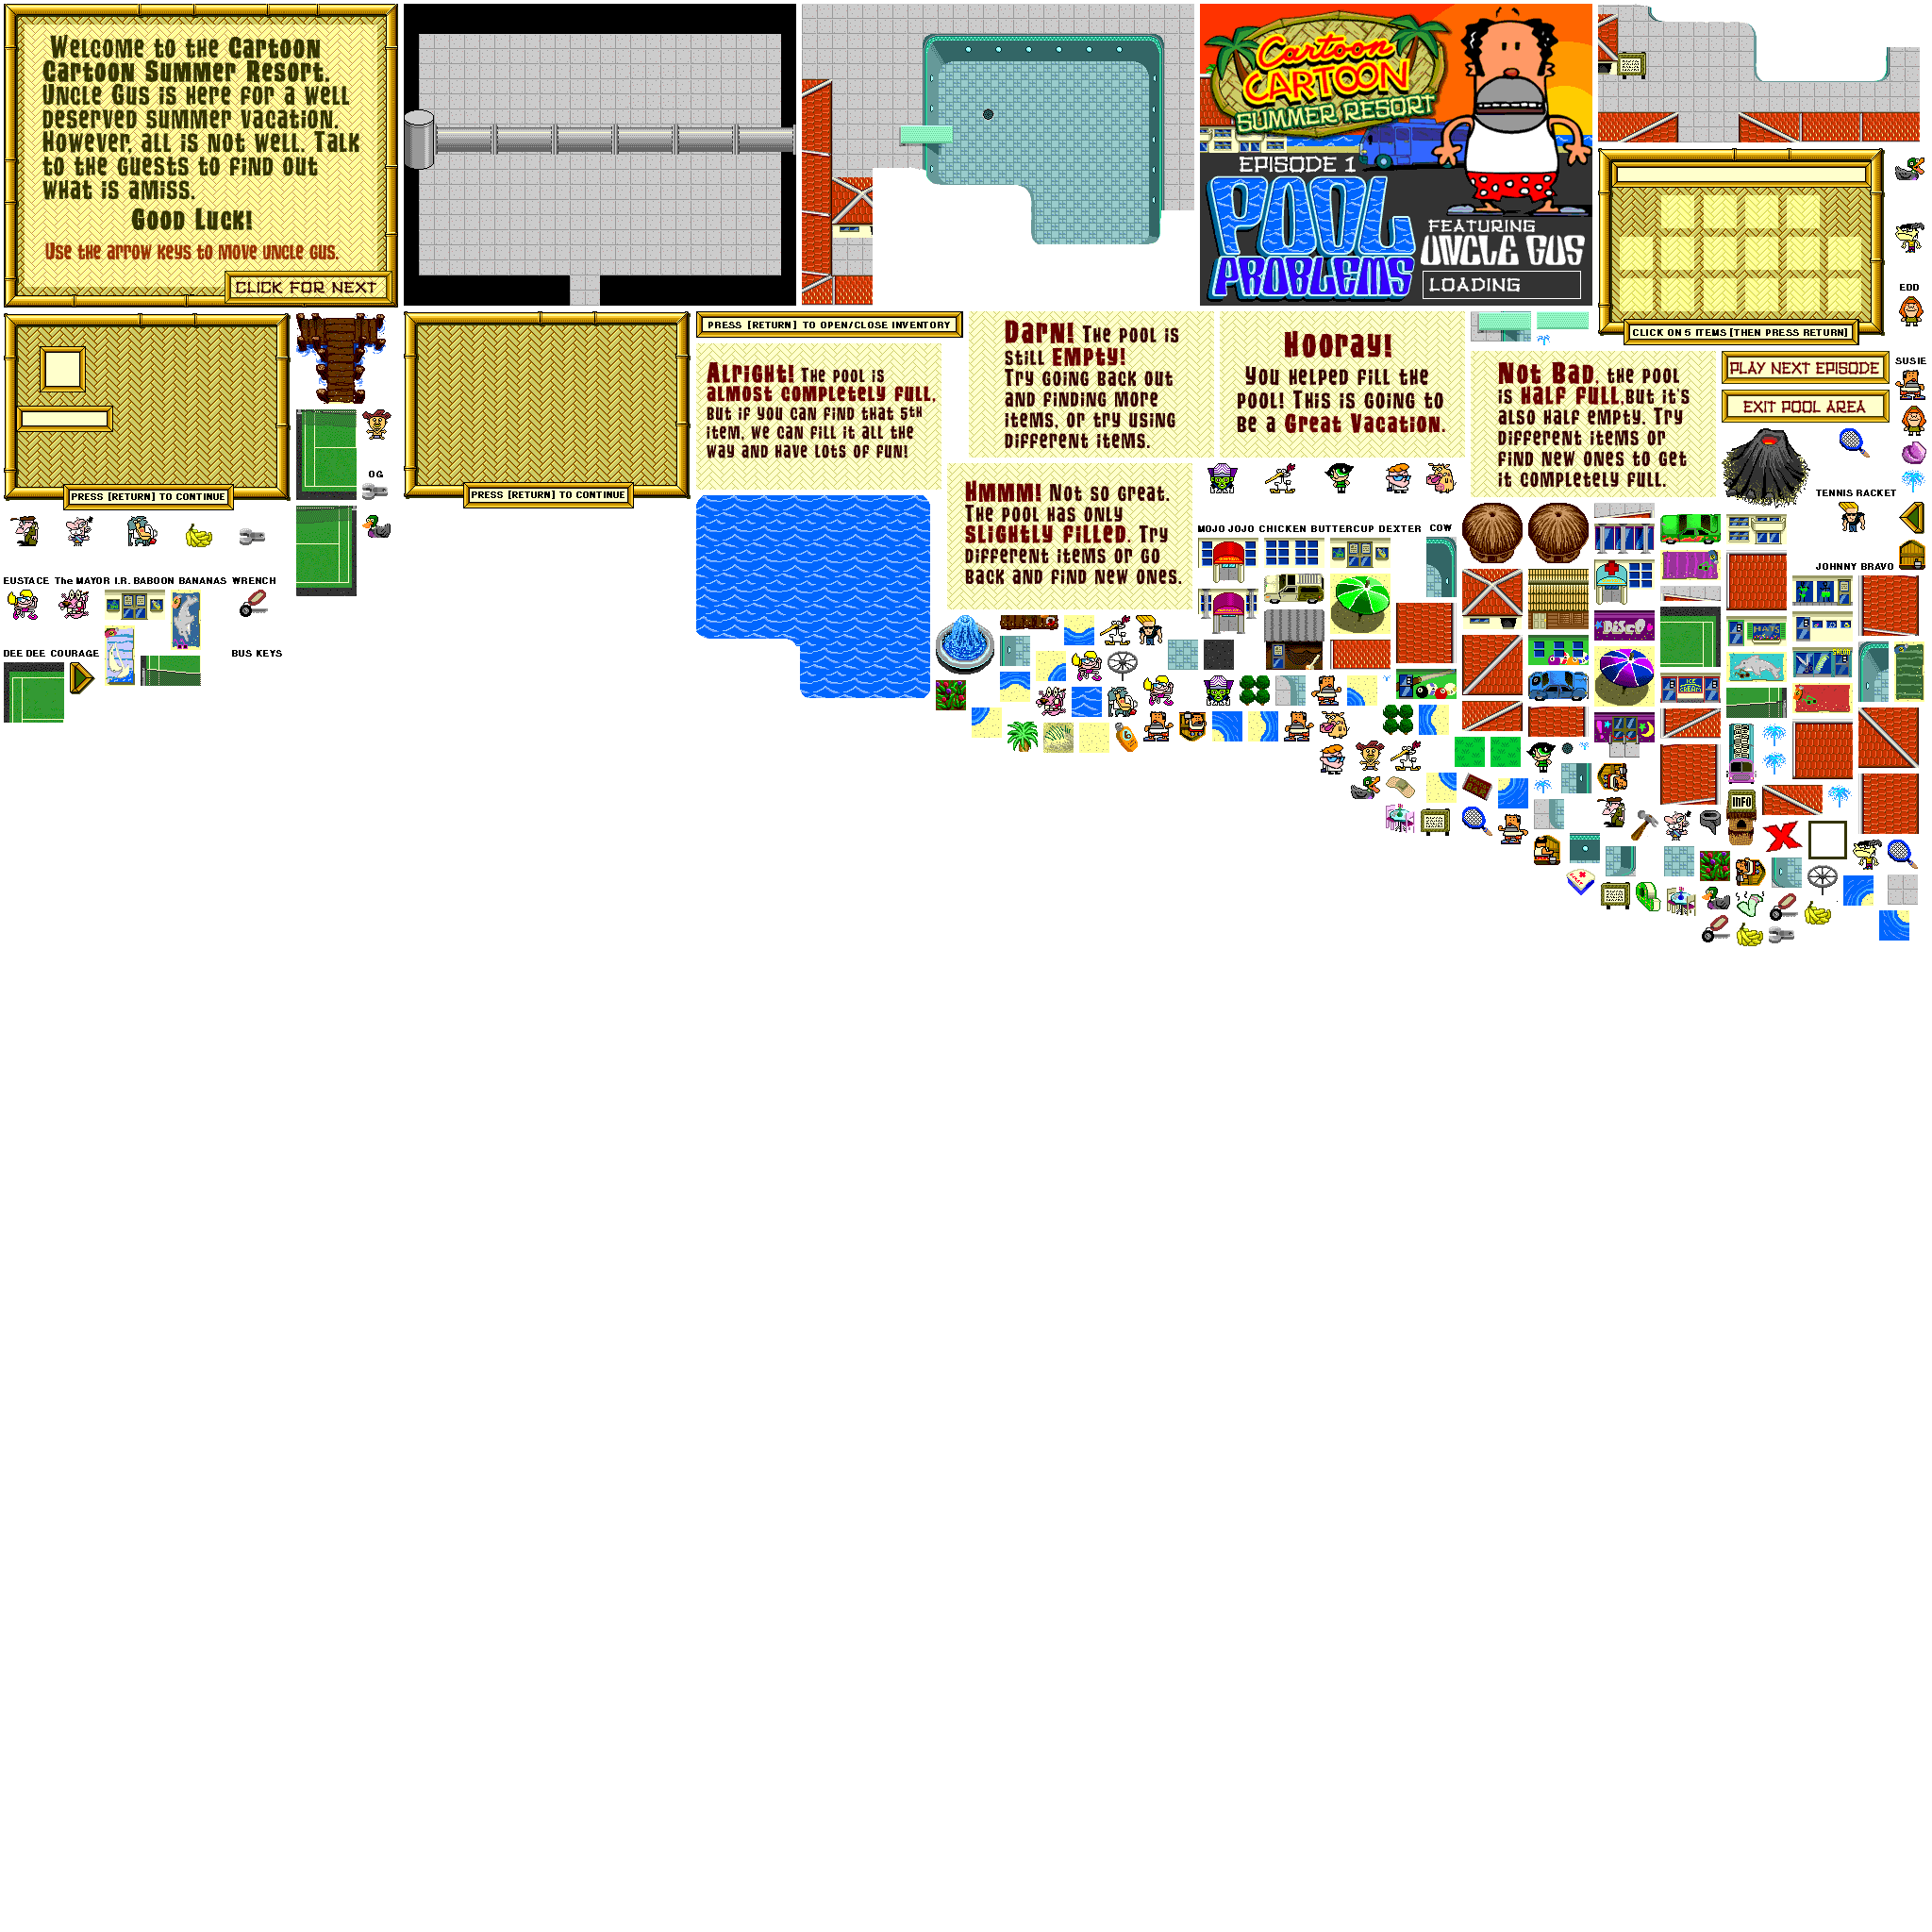 Welcome to the Cartoon
Cartoon Summer Resort.
Uncle Gus is here for a well
deserved summer vacation.
However, all is not well. Talk
to the guests to find out
what is amiss.
Good Luck!
Use the arrow keys to move Uncle Gus.
CLICK FOR NEXT
Cartoon
CARTOON
SUMMER RESORT
EPISODE 1
POOL
PROBLEMS
FEATURING
UNCLE GUS
LOADING
CLICK ON 5 ITEMS [THEN PRESS RETURN]
EDD
SUSIE
PRESS [RETURN] TO CONTINUE
OG
PRESS [RETURN] TO CONTINUE
PRESS [RETURN] TO OPEN/CLOSE INVENTORY
Alright! The pool is
almost completely full,
but if you can find that 5th
item, we can fill it all the
way and have lots of fun!
Darn! The pool is
still EMPTY!
Try going back out
and finding more
items, or try using
different items.
Hooray!
You helped fill the
pool! This is going to
be a Great Vacation.
Not Bad, the pool
is half full, But it's
also half empty. Try
different items or
find new ones to get
it completely full.
PLAY NEXT EPISODE
EXIT POOL AREA
TENNIS RACKET
JOHNNY BRAVO
Hmmm! Not so great.
The pool has only
slightly filled. Try
different items or go
back and find new ones.
MOJO JOJO CHICKEN BUTTERCUP DEXTER COW
EUSTACE The MAYOR I.R. BABOON BANANAS WRENCH
DEE DEE COURAGE BUS KEYS
DISCO
HATS
SALON
ICE CREAM
INFO